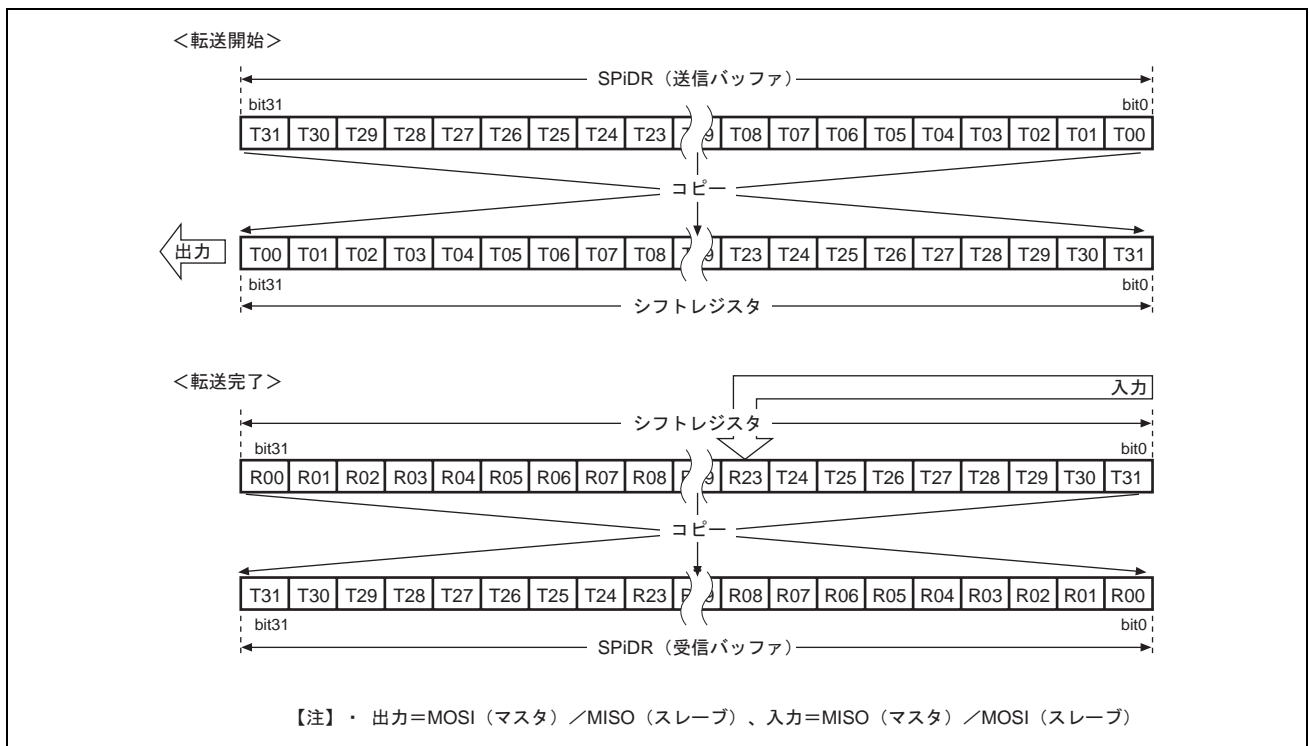 ＜転送開始＞
SPiDR（送信バッファ）
bit31 bit0
T31 T30 T29 T28 T27 T26 T25 T24 T23 T08 T07 T06 T05 T04 T03 T02 T01 T00
コピー
出力 T00 T01 T02 T03 T04 T05 T06 T07 T08 T23 T24 T25 T26 T27 T28 T29 T30 T31
bit31 bit0
シフトレジスタ
＜転送完了＞
入力
シフトレジスタ
bit31 bit0
R00 R01 R02 R03 R04 R05 R06 R07 R08 R23 T24 T25 T26 T27 T28 T29 T30 T31
コピー
T31 T30 T29 T28 T27 T26 T25 T24 R23 R08 R07 R06 R05 R04 R03 R02 R01 R00
bit31 bit0
SPiDR（受信バッファ）
【注】・ 出力＝MOSI（マスタ）／MISO（スレーブ）、入力＝MISO（マスタ）／MOSI（スレーブ）